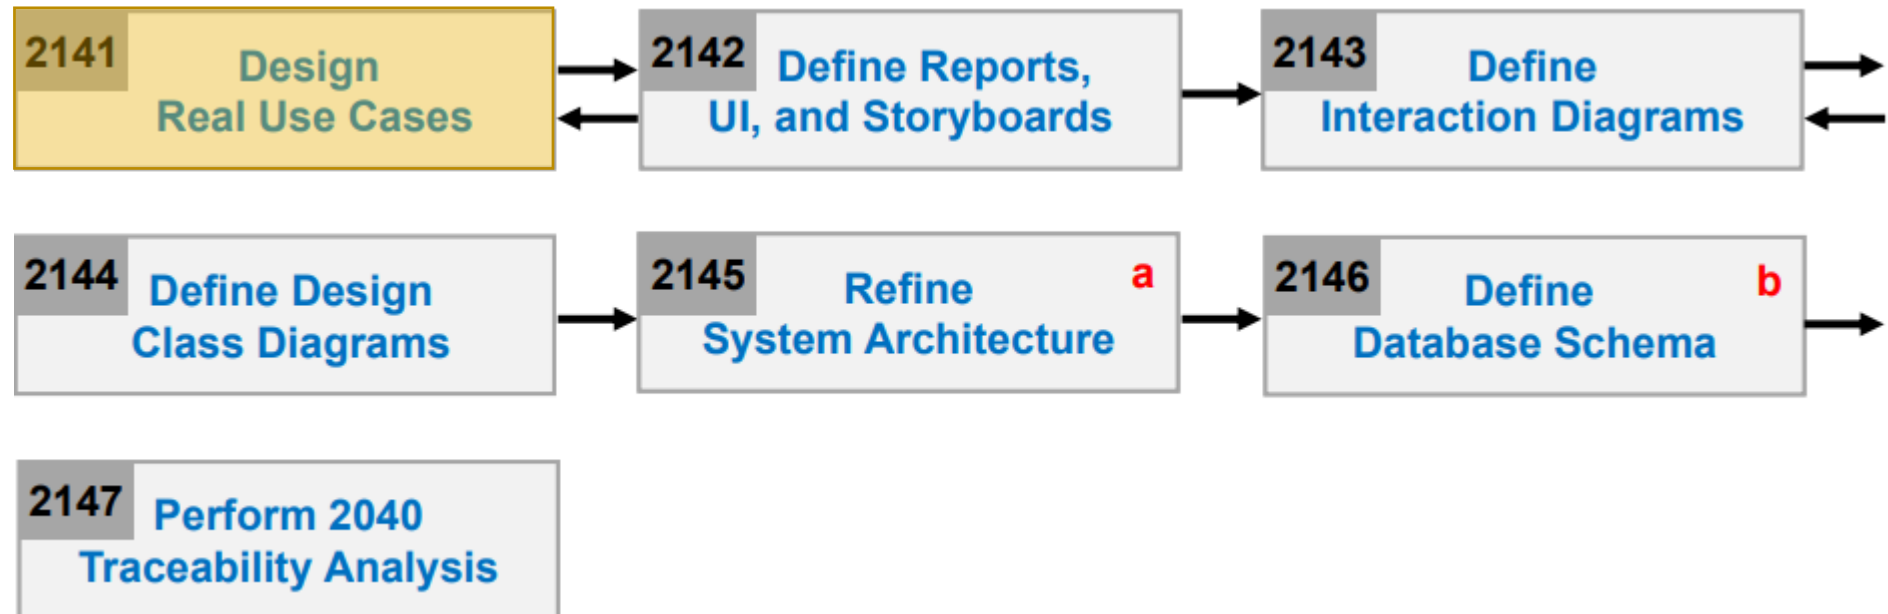 2141
Design
Real Use Cases
2142
Define Reports,
UI, and Storyboards
2143
Define
Interaction Diagrams
2144
Define Design
Class Diagrams
2145
Refine
a
System Architecture
2146
Define
b
Database Schema
2147
Perform 2040
Traceability Analysis